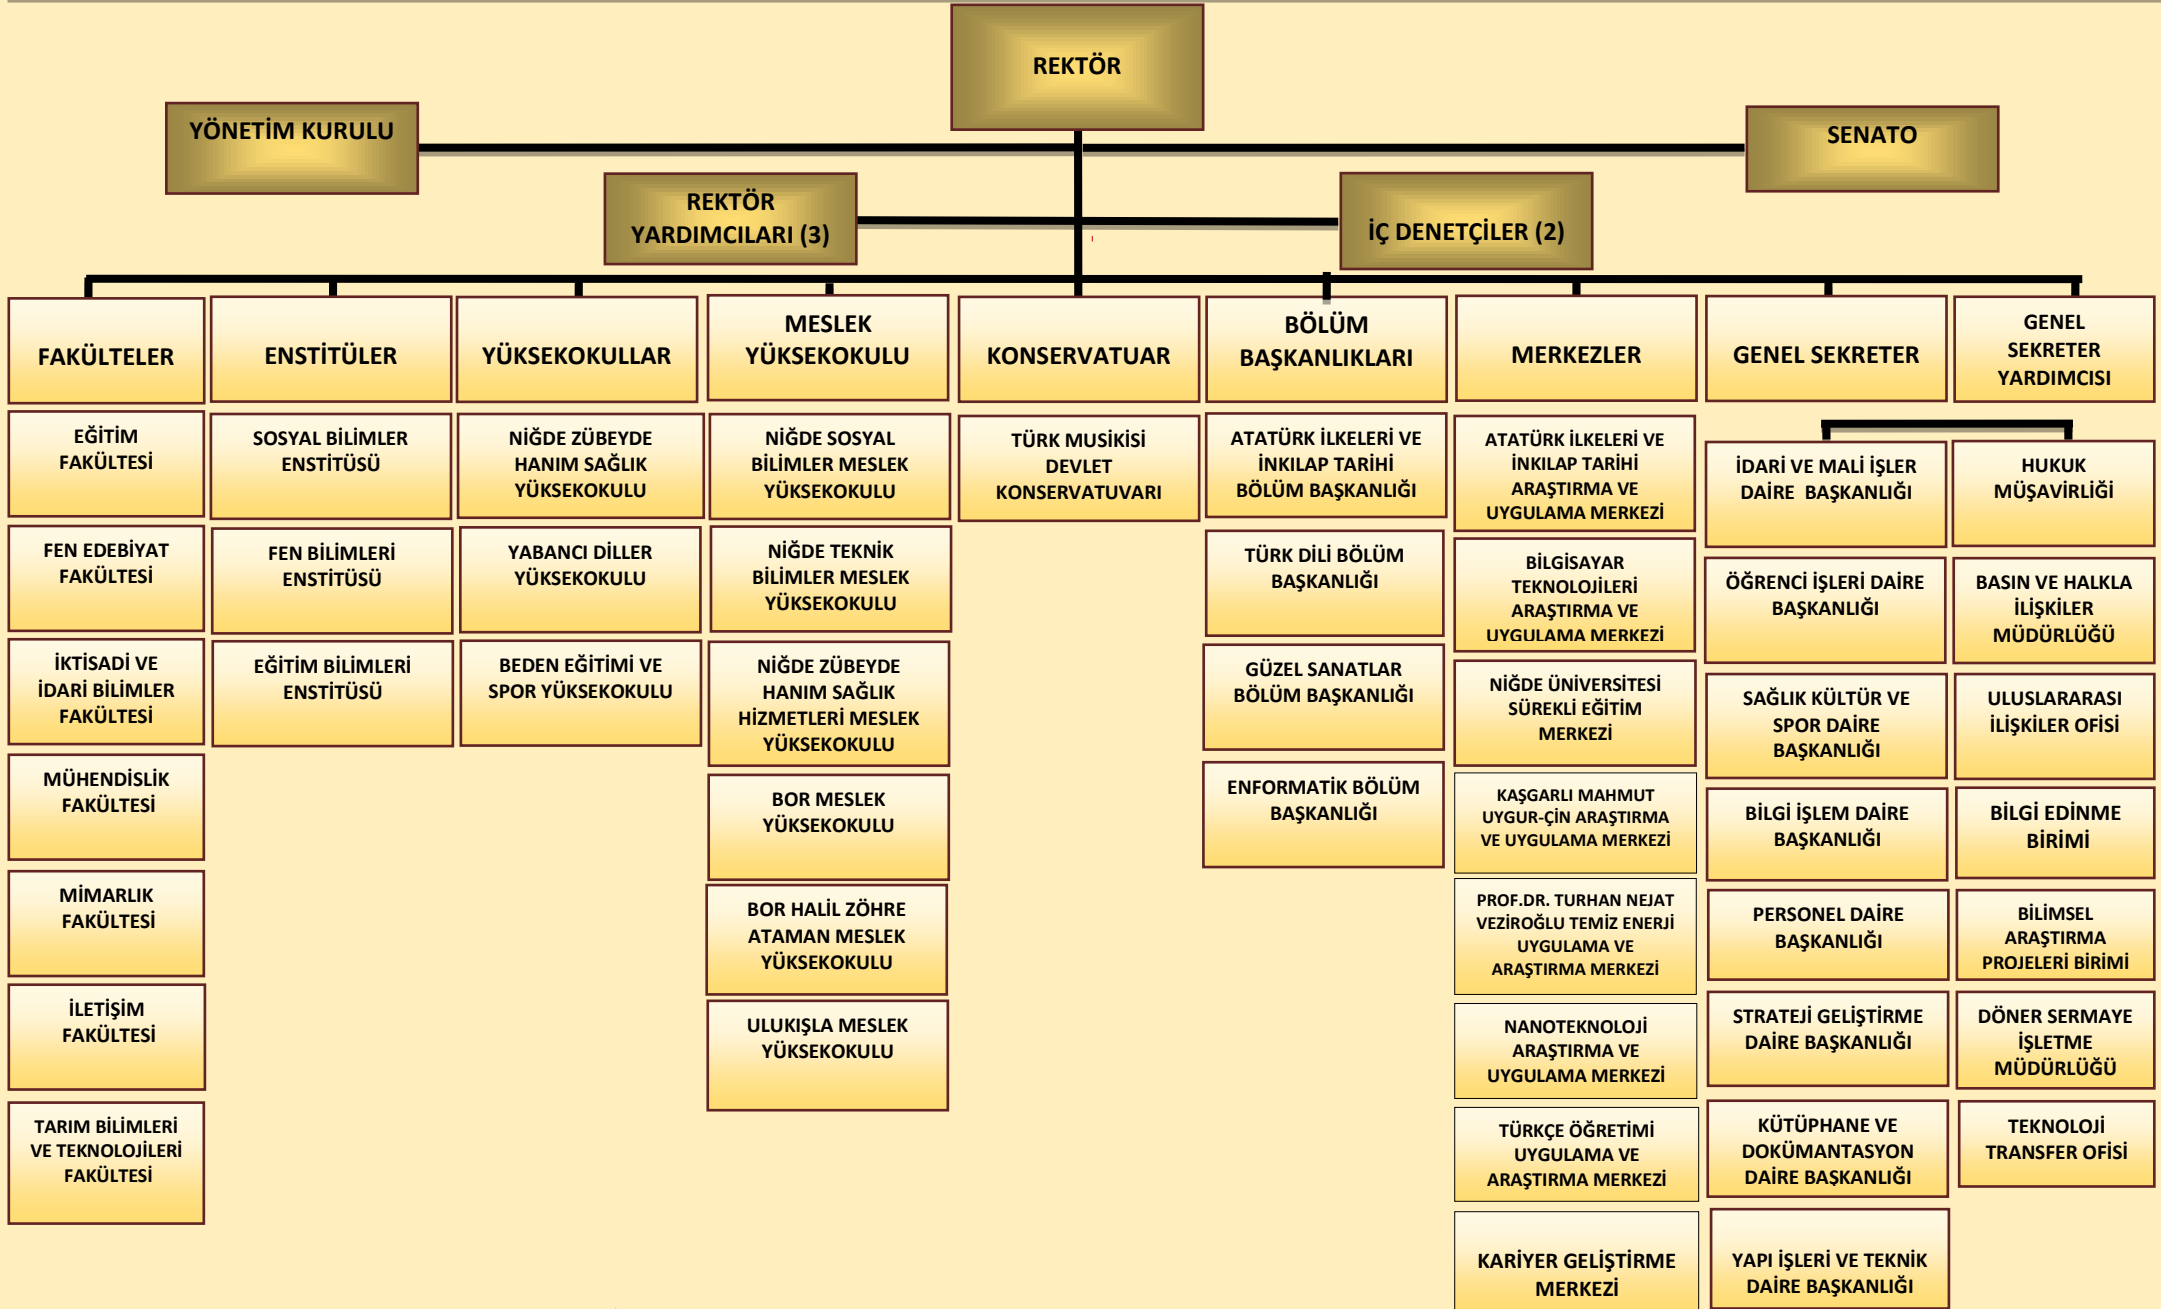 REKTÖR
YÖNETİM KURULU
SENATO
REKTÖR
YARDIMCILARI (3)
İÇ DENETÇİLER (2)
FAKÜLTELER
EĞİTİM
FAKÜLTESİ
FEN EDEBİYAT
FAKÜLTESİ
İKTİSADİ VE
İDARİ BİLİMLER
FAKÜLTESİ
MÜHENDİSLİK
FAKÜLTESİ
MİMARLIK
FAKÜLTESİ
İLETİŞİM
FAKÜLTESİ
TARIM BİLİMLERİ
VE TEKNOLOJİLERİ
FAKÜLTESİ
ENSTİTÜLER
SOSYAL BİLİMLER
ENSTİTÜSÜ
FEN BİLİMLERİ
ENSTİTÜSÜ
EĞİTİM BİLİMLERİ
ENSTİTÜSÜ
YÜKSEKOKULLAR
NİĞDE ZÜBEYDE
HANIM SAĞLIK
YÜKSEKOKULU
YABANCI DİLLER
YÜKSEKOKULU
BEDEN EĞİTİMİ VE
SPOR YÜKSEKOKULU
MESLEK
YÜKSEKOKULU
NİĞDE SOSYAL
BİLİMLER MESLEK
YÜKSEKOKULU
NİĞDE TEKNİK
BİLİMLER MESLEK
YÜKSEKOKULU
NİĞDE ZÜBEYDE
HANIM SAĞLIK
HİZMETLERİ MESLEK
YÜKSEKOKULU
BOR MESLEK
YÜKSEKOKULU
BOR HALİL ZÖHRE
ATAMAN MESLEK
YÜKSEKOKULU
ULUKIŞLA MESLEK
YÜKSEKOKULU
KONSERVATUAR
TÜRK MUSIKİSİ
DEVLET
KONSERVATUVARI
BÖLÜM
BAŞKANLIKLARI
ATATÜRK İLKELERİ VE
İNKILAP TARİHİ
BÖLÜM BAŞKANLIĞI
TÜRK DİLİ BÖLÜM
BAŞKANLIĞI
GÜZEL SANATLAR
BÖLÜM BAŞKANLIĞI
ENFORMATİK BÖLÜM
BAŞKANLIĞI
MERKEZLER
ATATÜRK İLKELERİ VE
İNKILAP TARİHİ
ARAŞTIRMA VE
UYGULAMA MERKEZİ
BİLGİSAYAR
TEKNOLOJİLERİ
ARAŞTIRMA VE
UYGULAMA MERKEZİ
NİĞDE ÜNİVERSİTESİ
SÜREKLİ EĞİTİM
MERKEZİ
KAŞGARLI MAHMUT
UYGUR-ÇİN ARAŞTIRMA
VE UYGULAMA MERKEZİ
PROF.DR. TURHAN NEJAT
VEZİROĞLU TEMİZ ENERJİ
UYGULAMA VE
ARAŞTIRMA MERKEZİ
NANOTEKNOLOJİ
ARAŞTIRMA VE
UYGULAMA MERKEZİ
TÜRKÇE ÖĞRETİMİ
UYGULAMA VE
ARAŞTIRMA MERKEZİ
KARİYER GELİŞTİRME
MERKEZİ
GENEL SEKRETER
İDARİ VE MALİ İŞLER
DAİRE BAŞKANLIĞI
ÖĞRENCİ İŞLERİ DAİRE
BAŞKANLIĞI
SAĞLIK KÜLTÜR VE
SPOR DAİRE
BAŞKANLIĞI
BİLGİ İŞLEM DAİRE
BAŞKANLIĞI
PERSONEL DAİRE
BAŞKANLIĞI
STRATEJİ GELİŞTİRME
DAİRE BAŞKANLIĞI
KÜTÜPHANE VE
DOKÜMANTASYON
DAİRE BAŞKANLIĞI
YAPI İŞLERİ VE TEKNİK
DAİRE BAŞKANLIĞI
GENEL
SEKRETER
YARDIMCISI
HUKUK
MÜŞAVİRLİĞİ
BASIN VE HALKLA
İLİŞKİLER
MÜDÜRLÜĞÜ
ULUSLARARASI
İLİŞKİLER OFİSİ
BİLGİ EDİNME
BİRİMİ
BİLİMSEL
ARAŞTIRMA
PROJELERİ BİRİMİ
DÖNER SERMAYE
İŞLETME
MÜDÜRLÜĞÜ
TEKNOLOJİ
TRANSFER OFİSİ